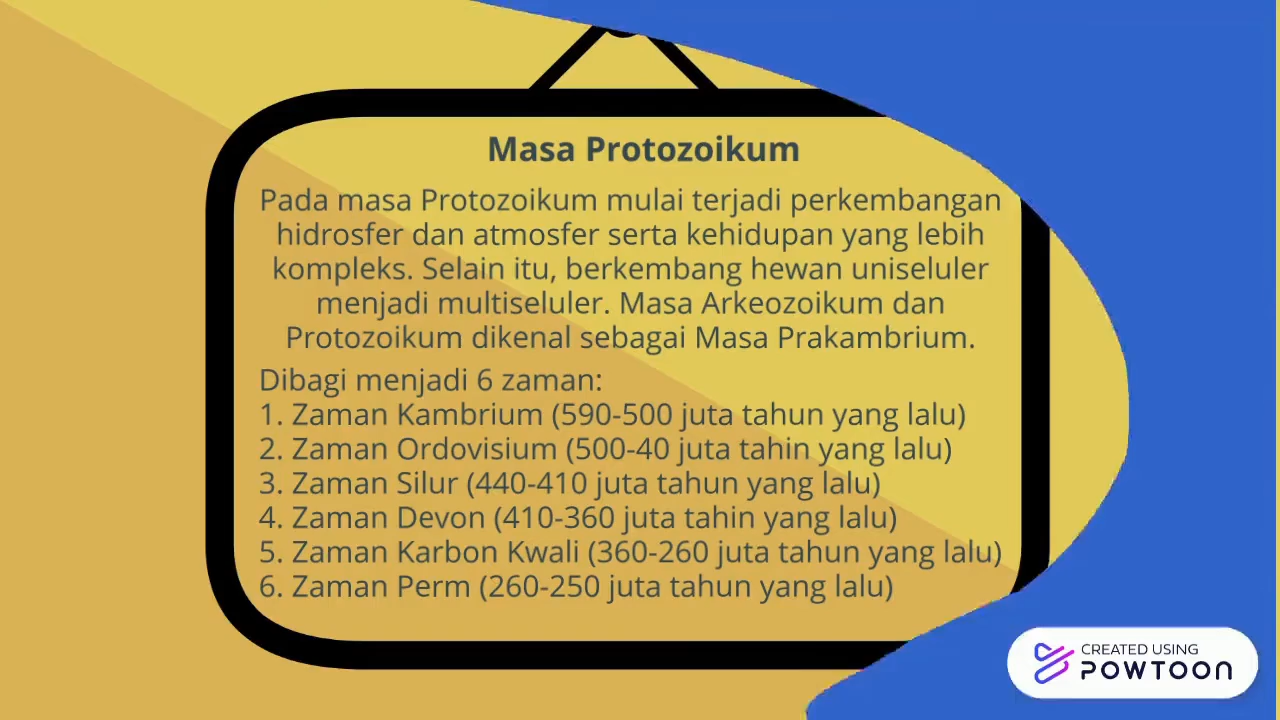 Masa Protozoikum
Pada masa Protozoikum mulai terjadi perkembangan
hidrosfer dan atmosfer serta kehidupan yang lebih
kompleks. Selain itu, berkembang hewan uniseluler
menjadi multiseluler. Masa Arkeozoikum dan
Protozoikum dikenal sebagai Masa Prakambrium.
Dibagi menjadi 6 zaman:
1. Zaman Kambrium (590-500 juta tahun yang lalu)
2. Zaman Ordovisium (500-40 juta tahin yang lalu)
3. Zaman Silur (440-410 juta tahun yang lalu)
4. Zaman Devon (410-360 juta tahin yang lalu)
5. Zaman Karbon Kwali (360-260 juta tahun yang lalu)
6. Zaman Perm (260-250 juta tahun yang lalu)
CREATED USING
POWTOON